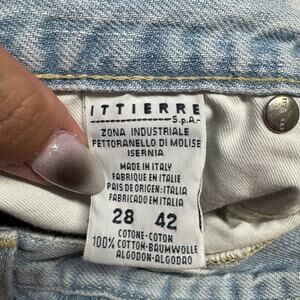 ITTIERRE
S.p.A.
ZONA INDUSTRIALE
PETTORANELLO DI MOLISE
ISERNIA
MADE IN ITALY
FABRIQUE EN ITALIE
PAIS DE ORIGEN: ITALIA
FABRICADO EM ITALIA
28 42
COTONE-COTON
100% COTTON-BAUMWOLLE
ALGODON-ALGODAO